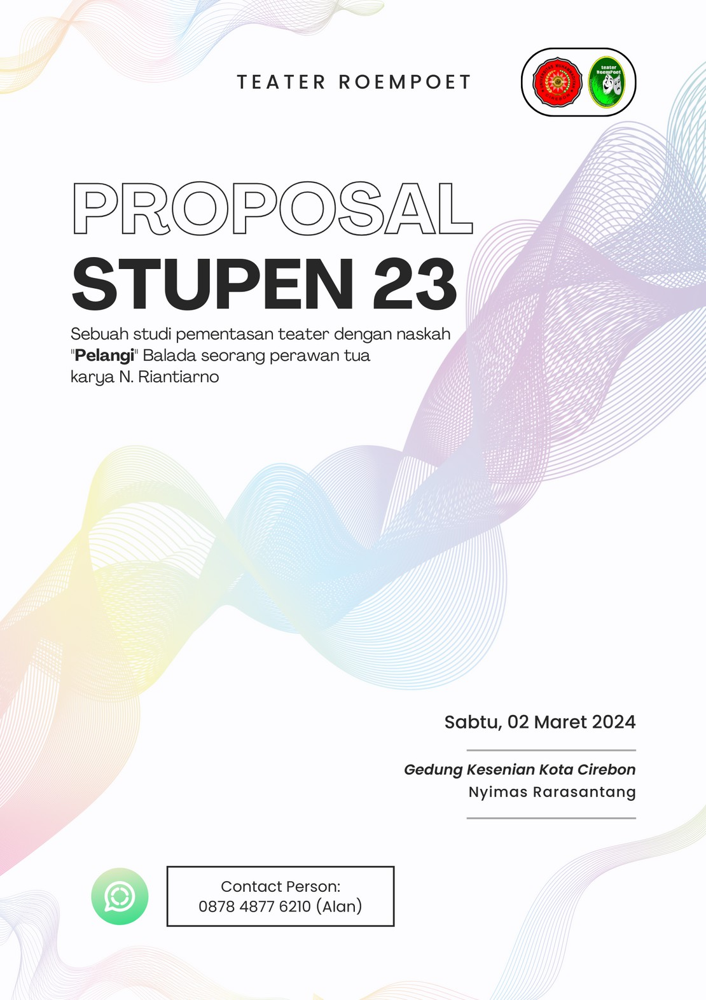 TEATER ROEMPOET
UNIVERSITAS MUHAMMADIYAH
CIREBON
teater
RoemPoet
PROPOSAL
STUPEN 23
Sebuah studi pementasan teater dengan naskah
"Pelangi" Balada seorang perawan tua
karya N. Riantiarno
Sabtu, 02 Maret 2024
Gedung Kesenian Kota Cirebon
Nyimas Rarasantang
Contact Person:
0878 4877 6210 (Alan)